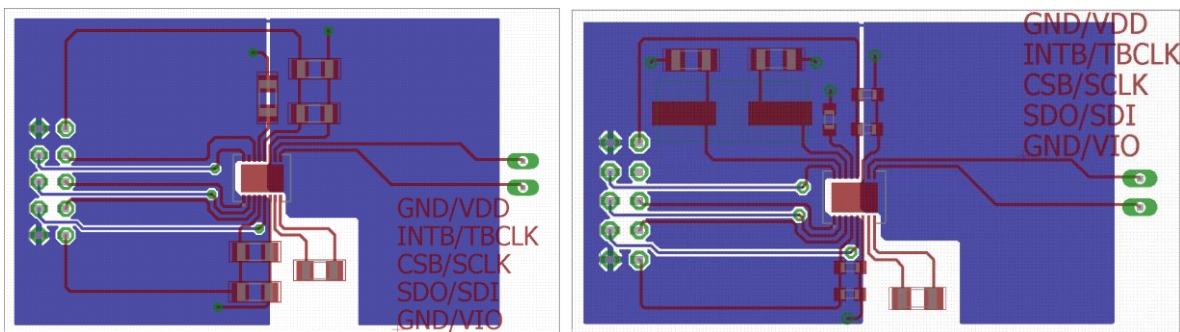 GND/VDD
INTB/TBCLK
CSB/SCLK
SDO/SDI
GND/VIO
GND/VDD
INTB/TBCLK
CSB/SCLK
SDO/SDI
GND/VIO